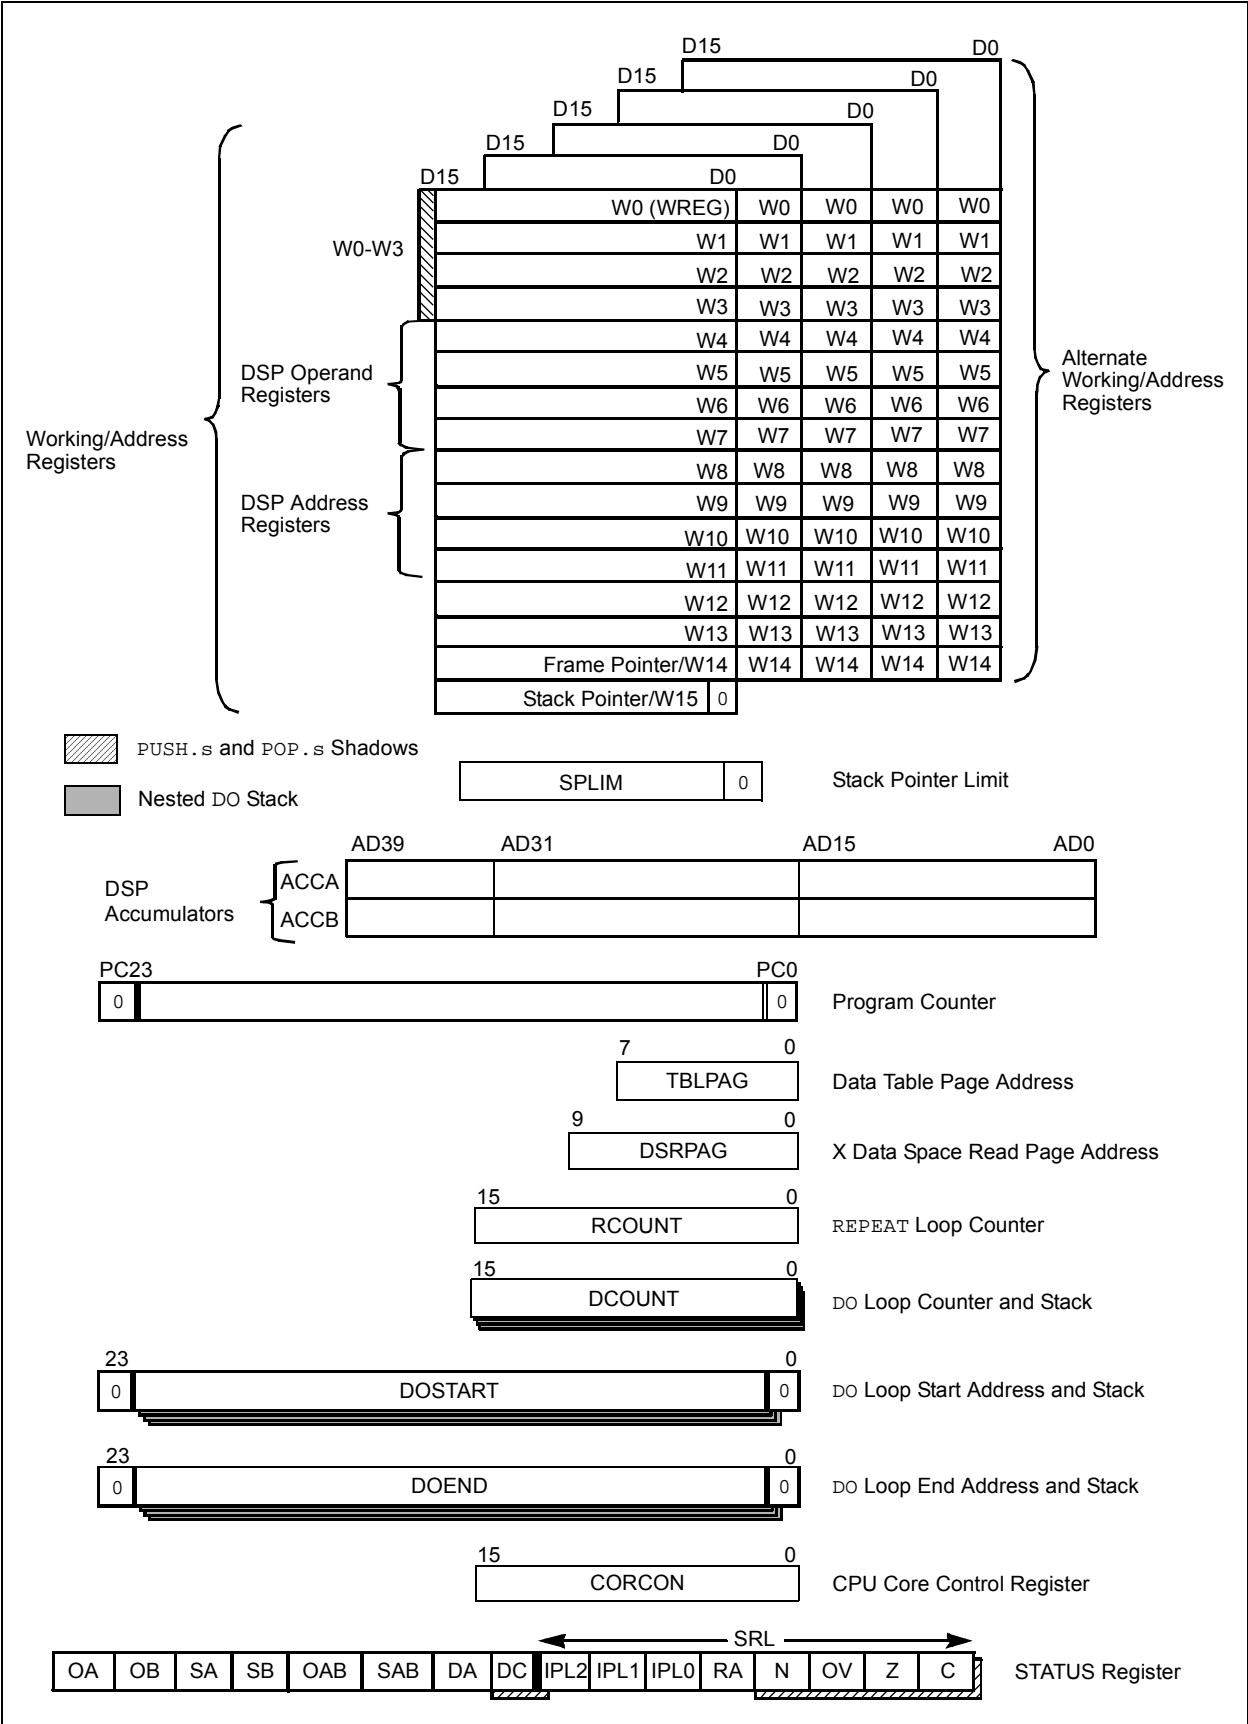 D15 D0
D15 D0
D15 D0
D15 D0
D15 D0
W0 (WREG) W0 W0 W0 W0
W0-W3
W1 W1 W1 W1 W1
W2 W2 W2 W2 W2
W3 W3 W3 W3 W3
DSP Operand
Registers
W4 W4 W4 W4 W4
W5 W5 W5 W5 W5
W6 W6 W6 W6 W6
W7 W7 W7 W7 W7
Alternate
Working/Address
Registers
Working/Address
Registers
DSP Address
Registers
W8 W8 W8 W8 W8
W9 W9 W9 W9 W9
W10 W10 W10 W10 W10
W11 W11 W11 W11 W11
W12 W12 W12 W12 W12
W13 W13 W13 W13 W13
Frame Pointer/W14 W14 W14 W14 W14
Stack Pointer/W15 0
PUSH.s and POP.s Shadows
Nested DO Stack
SPLIM 0 Stack Pointer Limit
AD39 AD31 AD15 AD0
DSP
Accumulators
ACCA
ACCB
PC23 PC0
0 0 Program Counter
7 0
TBLPAG Data Table Page Address
9 0
DSRPAG X Data Space Read Page Address
15 0
RCOUNT REPEAT Loop Counter
15 0
DCOUNT DO Loop Counter and Stack
23 0
0 DOSTART 0 DO Loop Start Address and Stack
23 0
0 DOEND 0 DO Loop End Address and Stack
15 0
CORCON CPU Core Control Register
SRL
OA OB SA SB OAB SAB DA DC IPL2 IPL1 IPL0 RA N OV Z C STATUS Register